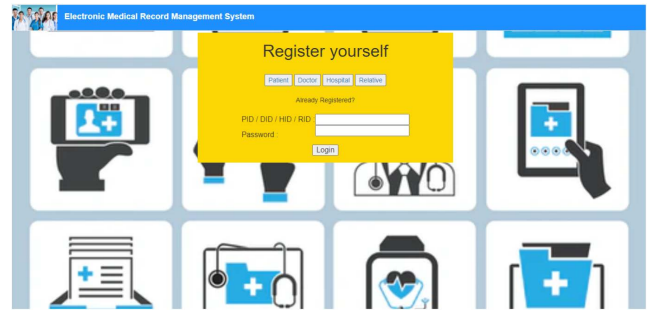 Electronic Medical Record Management System
Register yourself
Patient Doctor Hospital Relative
Already Registered?
PID / DID / HID / RID :
Password :
Login